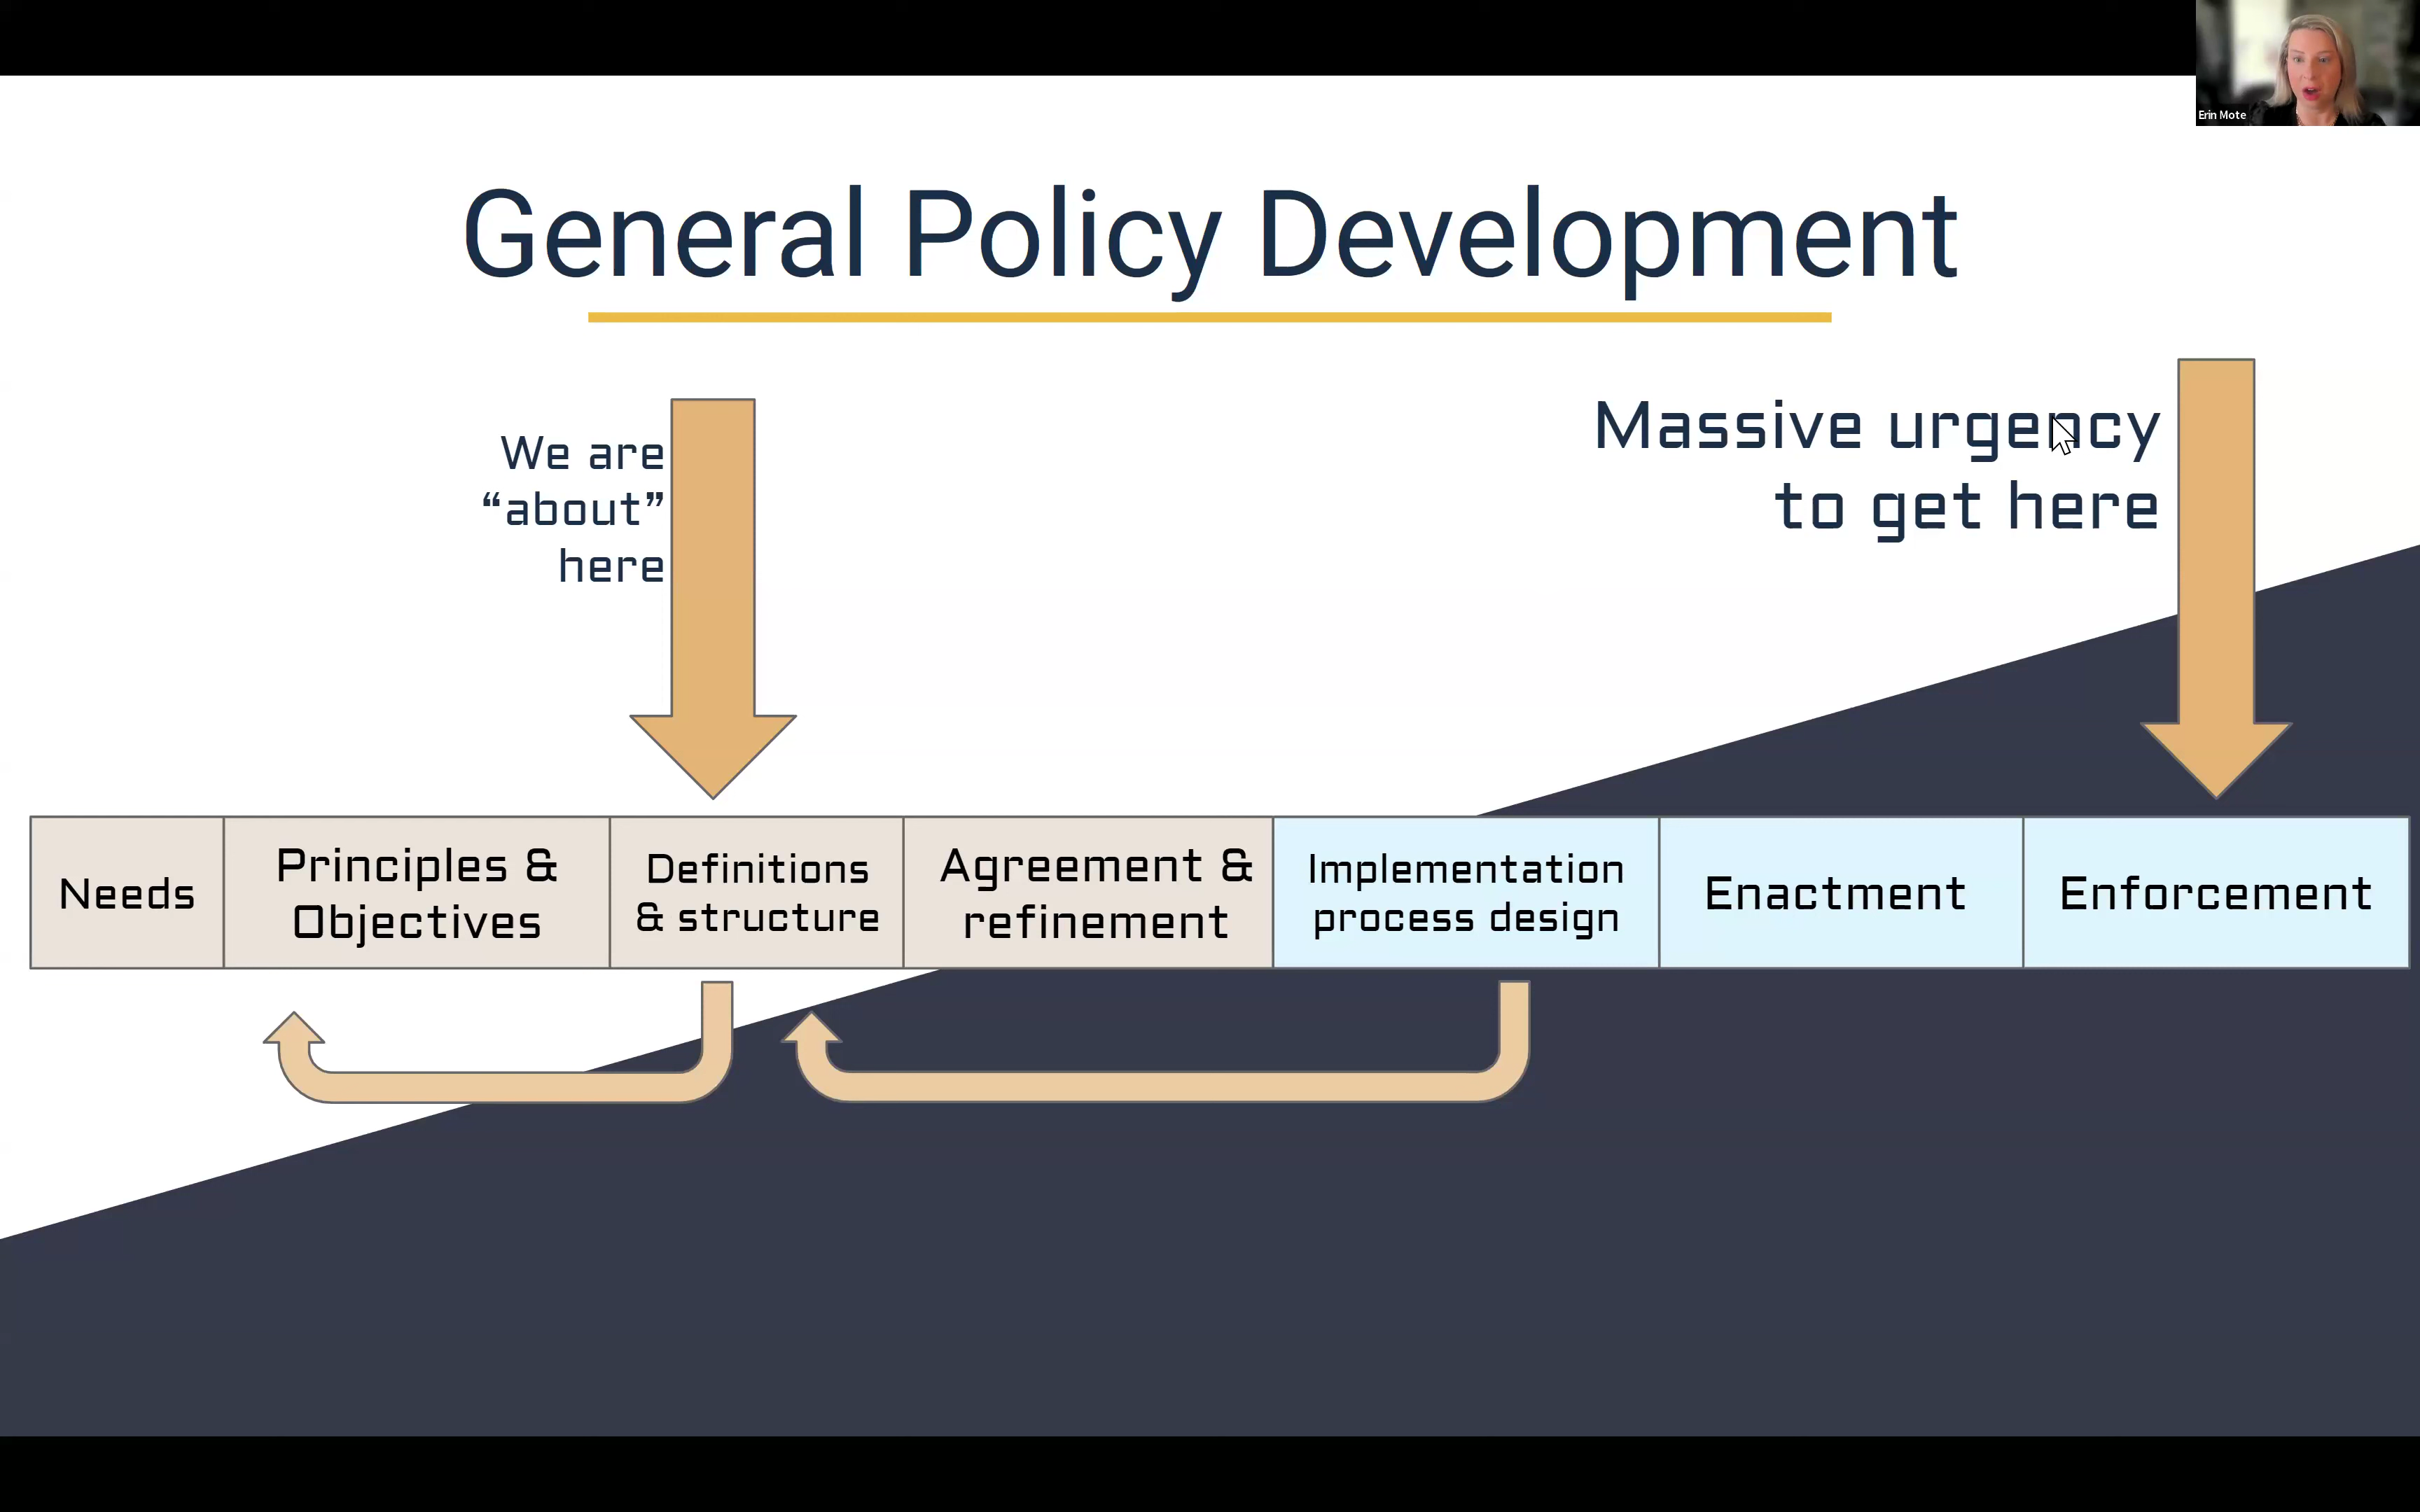 Erin Mote
General Policy Development
We are
“about”
here
Massive urgency
to get here
Needs
Principles &
Objectives
Definitions
& structure
Agreement &
refinement
Implementation
process design
Enactment
Enforcement